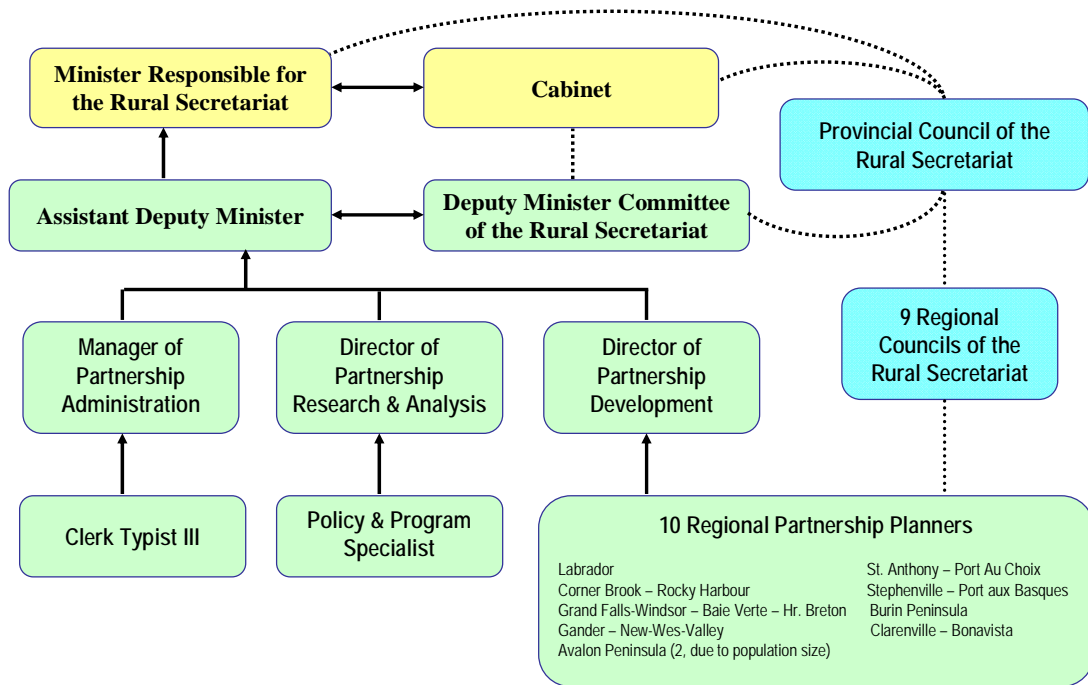 Minister Responsible for
the Rural Secretariat
Cabinet
Provincial Council of the
Rural Secretariat
Assistant Deputy Minister
Deputy Minister Committee
of the Rural Secretariat
9 Regional
Councils of the
Rural Secretariat
Manager of
Partnership
Administration
Director of
Partnership
Research & Analysis
Director of
Partnership
Development
Clerk Typist III
Policy & Program
Specialist
10 Regional Partnership Planners
Labrador
Corner Brook – Rocky Harbour
Grand Falls-Windsor – Baie Verte – Hr. Breton
Gander – New-Wes-Valley
Avalon Peninsula (2, due to population size)
St. Anthony – Port Au Choix
Stephenville – Port aux Basques
Burin Peninsula
Clarenville – Bonavista